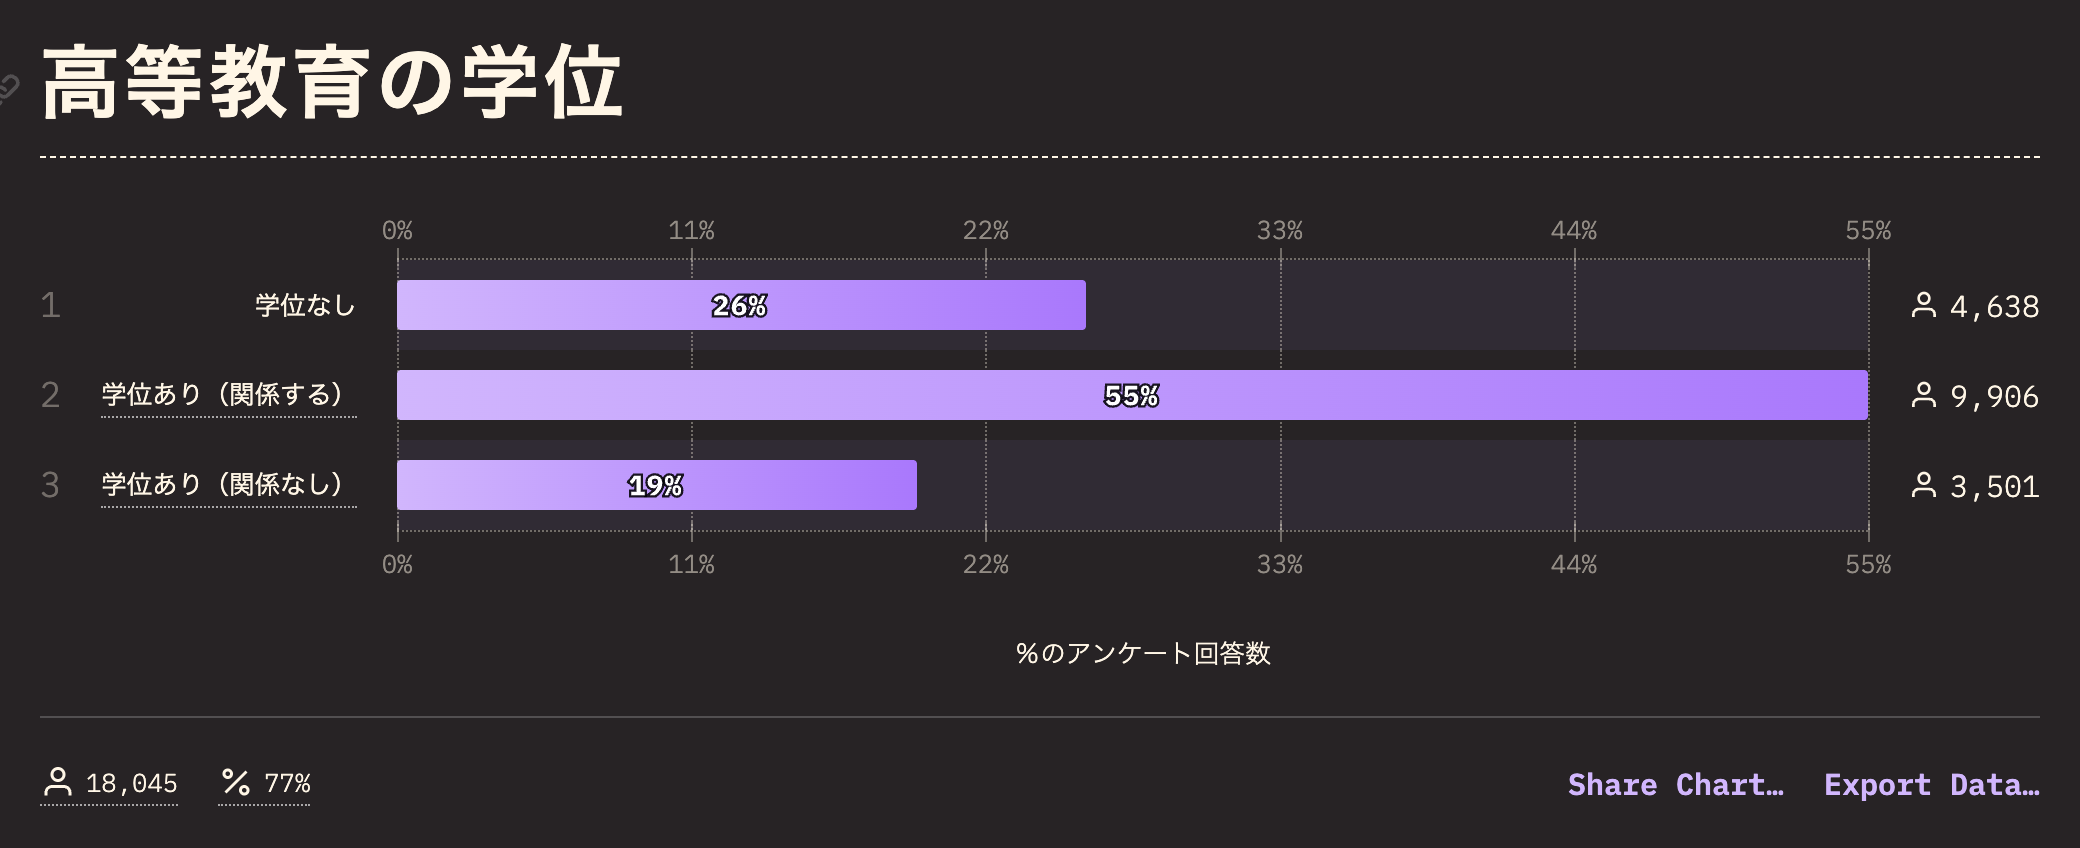 高等教育の学位
0% 11% 22% 33% 44% 55%
1 学位なし 26% 4,638
2 学位あり（関係する） 55% 9,906
3 学位あり（関係なし） 19% 3,501
0% 11% 22% 33% 44% 55%
%のアンケート回答数
18,045 77% Share Chart… Export Data…